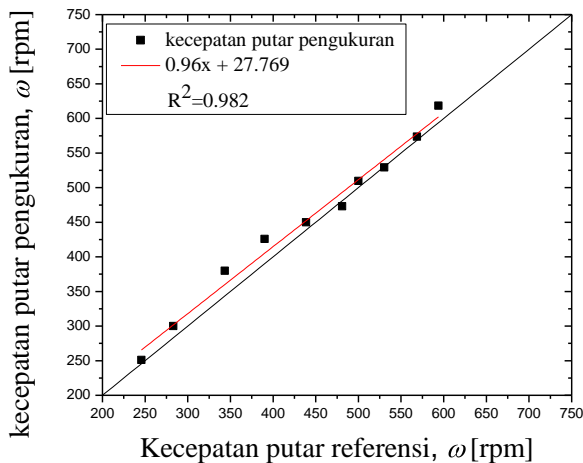 750
700
650
600
550
500
450
400
350
300
250
200
kecepatan putar pengukuran, ω [rpm]
kecepatan putar pengukuran
0.96x + 27.769
R²=0.982
200 250 300 350 400 450 500 550 600 650 700 750
Kecepatan putar referensi, ω [rpm]